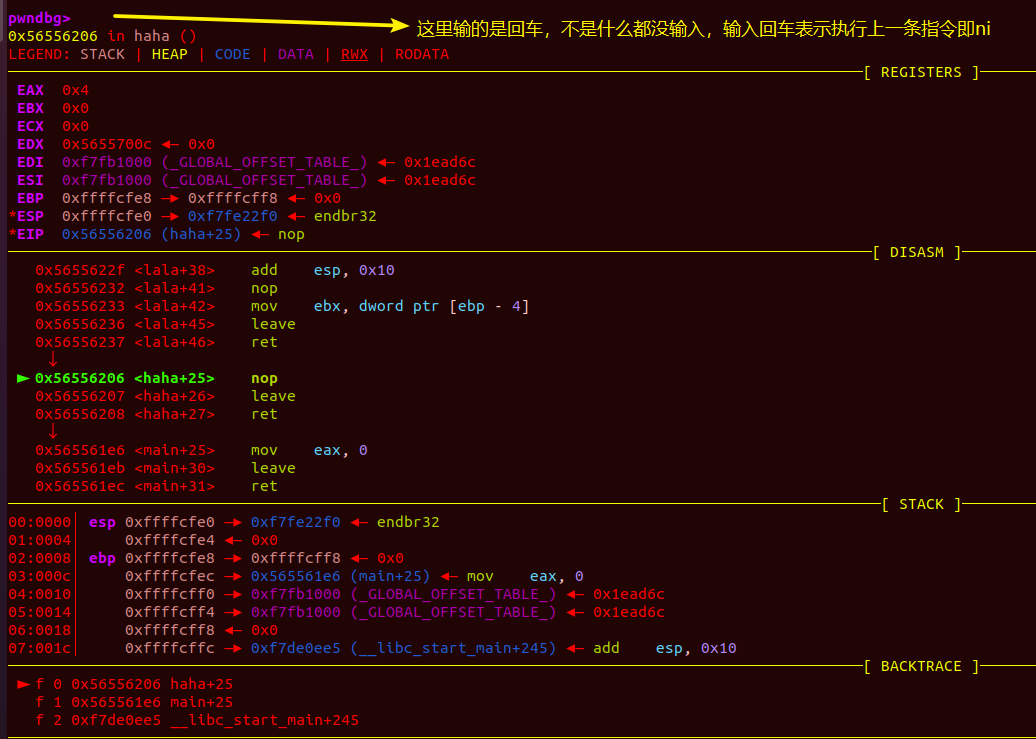 pwndbg>
这里输的是回车，不是什么都没输入，输入回车表示执行上一条指令即ni
0x56556206 in haha ()
LEGEND: STACK | HEAP | CODE | DATA | RWX | RODATA
[ REGISTERS ]
EAX 0x4
EBX 0x0
ECX 0x0
EDX 0x5655700c ◂— 0x0
EDI 0xf7fb1000 (_GLOBAL_OFFSET_TABLE_) ◂— 0x1ead6c
ESI 0xf7fb1000 (_GLOBAL_OFFSET_TABLE_) ◂— 0x1ead6c
EBP 0xffffcfe8 —▸ 0xffffcff8 ◂— 0x0
*ESP 0xffffcfe0 —▸ 0xf7fe22f0 ◂— endbr32
*EIP 0x56556206 (haha+25) ◂— nop
[ DISASM ]
0x5655622f <lala+38> add esp, 0x10
0x56556232 <lala+41> nop
0x56556233 <lala+42> mov ebx, dword ptr [ebp - 4]
0x56556236 <lala+45> leave
0x56556237 <lala+46> ret
↓
► 0x56556206 <haha+25> nop
0x56556207 <haha+26> leave
0x56556208 <haha+27> ret
↓
0x565561e6 <main+25> mov eax, 0
0x565561eb <main+30> leave
0x565561ec <main+31> ret
[ STACK ]
00:0000│ esp 0xffffcfe0 —▸ 0xf7fe22f0 ◂— endbr32
01:0004│ 0xffffcfe4 ◂— 0x0
02:0008│ ebp 0xffffcfe8 —▸ 0xffffcff8 ◂— 0x0
03:000c│ 0xffffcfec —▸ 0x565561e6 (main+25) ◂— mov eax, 0
04:0010│ 0xffffcff0 —▸ 0xf7fb1000 (_GLOBAL_OFFSET_TABLE_) ◂— 0x1ead6c
05:0014│ 0xffffcff4 —▸ 0xf7fb1000 (_GLOBAL_OFFSET_TABLE_) ◂— 0x1ead6c
06:0018│ 0xffffcff8 ◂— 0x0
07:001c│ 0xffffcffc —▸ 0xf7de0ee5 (__libc_start_main+245) ◂— add esp, 0x10
[ BACKTRACE ]
► f 0 0x56556206 haha+25
f 1 0x565561e6 main+25
f 2 0xf7de0ee5 __libc_start_main+245